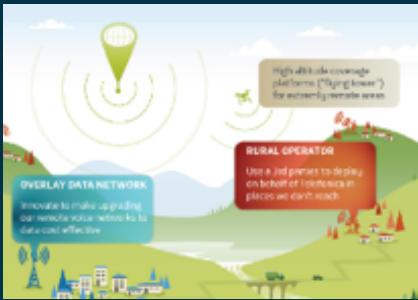 High altitude coverage
platforms ("flying tower")
for extremely remote areas
RURAL OPERATOR
Use a 3rd parties to deploy
on behalf of Telefonica in
places we don't reach
OVERLAY DATA NETWORK
Innovate to make upgrading
our remote voice networks to
data cost effective